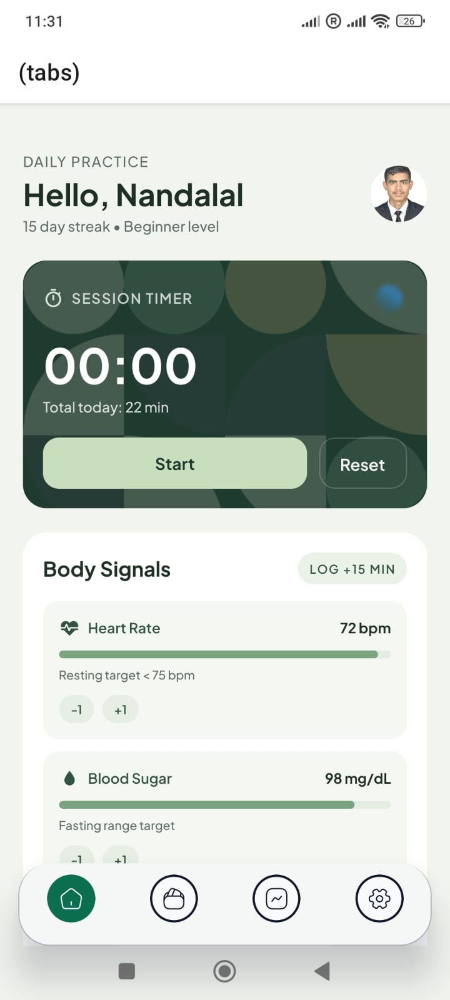 11:31
R
26
(tabs)
DAILY PRACTICE
Hello, Nandalal
15 day streak • Beginner level
SESSION TIMER
00:00
Total today: 22 min
Start
Reset
Body Signals
LOG +15 MIN
Heart Rate
72 bpm
Resting target < 75 bpm
-1
+1
Blood Sugar
98 mg/dL
Fasting range target
-1
+1